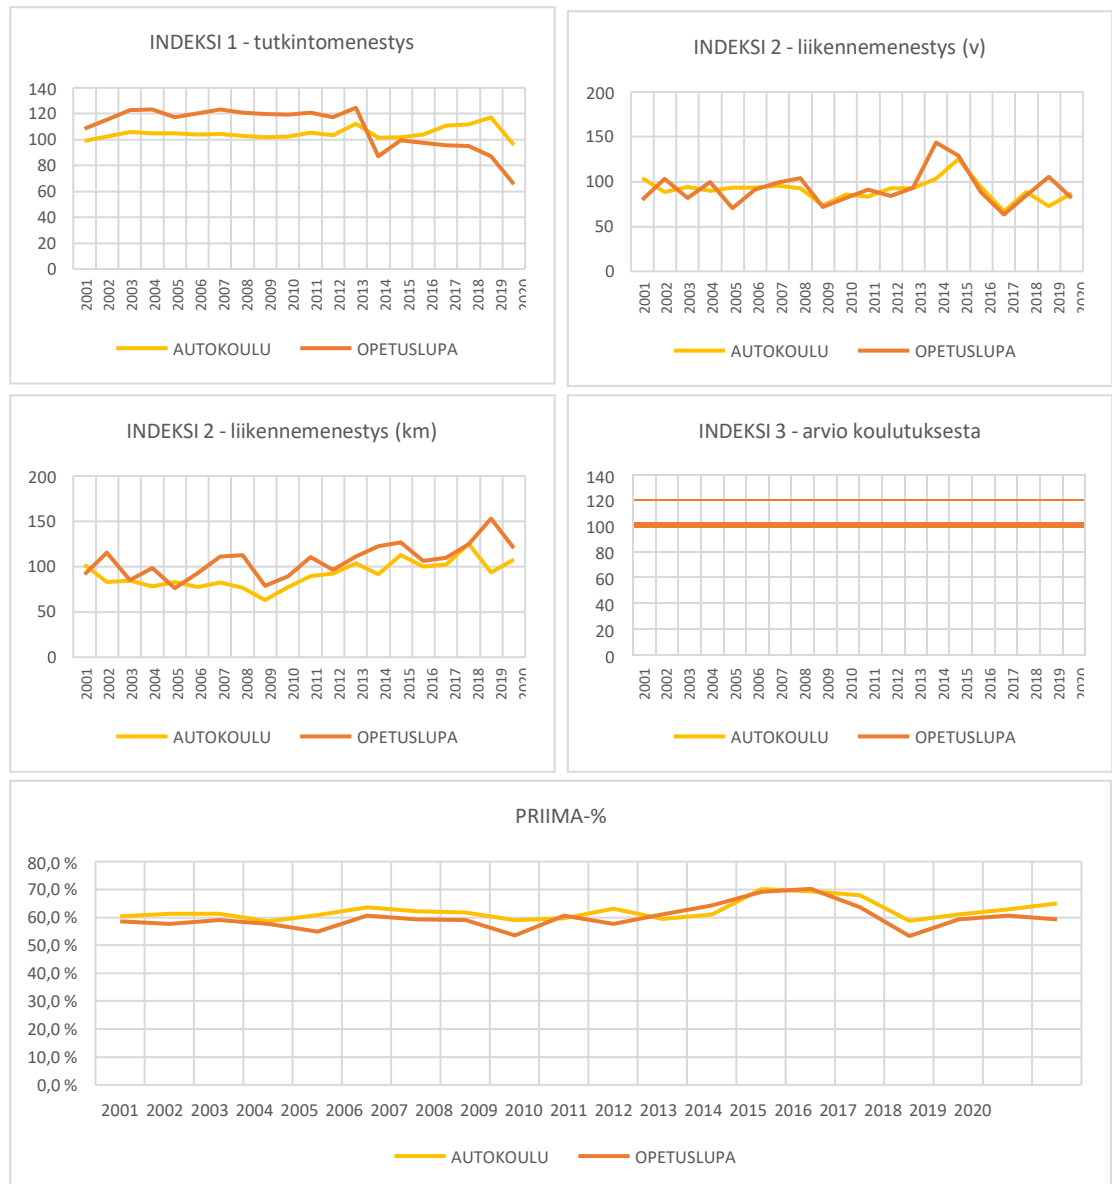 INDEKSI 1 - tutkintomenestys
140
120
100
80
60
40
20
0
2001 2002 2003 2004 2005 2006 2007 2008 2009 2010 2011 2012 2013 2014 2015 2016 2017 2018 2019 2020
AUTOKOULU OPETUSLUPA
INDEKSI 2 - liikennemenestys (v)
200
150
100
50
0
2001 2002 2003 2004 2005 2006 2007 2008 2009 2010 2011 2012 2013 2014 2015 2016 2017 2018 2019 2020
AUTOKOULU OPETUSLUPA
INDEKSI 2 - liikennemenestys (km)
200
150
100
50
0
2001 2002 2003 2004 2005 2006 2007 2008 2009 2010 2011 2012 2013 2014 2015 2016 2017 2018 2019 2020
AUTOKOULU OPETUSLUPA
INDEKSI 3 - arvio koulutuksesta
140
120
100
80
60
40
20
0
2001 2002 2003 2004 2005 2006 2007 2008 2009 2010 2011 2012 2013 2014 2015 2016 2017 2018 2019 2020
AUTOKOULU OPETUSLUPA
PRIIMA-%
80,0 %
70,0 %
60,0 %
50,0 %
40,0 %
30,0 %
20,0 %
10,0 %
0,0 %
2001 2002 2003 2004 2005 2006 2007 2008 2009 2010 2011 2012 2013 2014 2015 2016 2017 2018 2019 2020
AUTOKOULU OPETUSLUPA